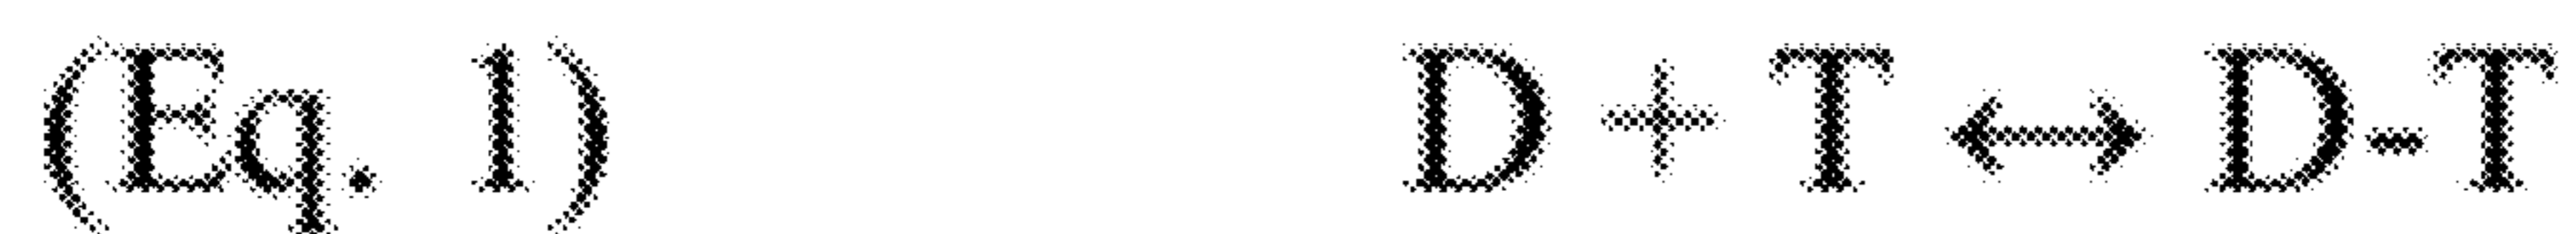 (Eq. 1) D + T ↔ D-T